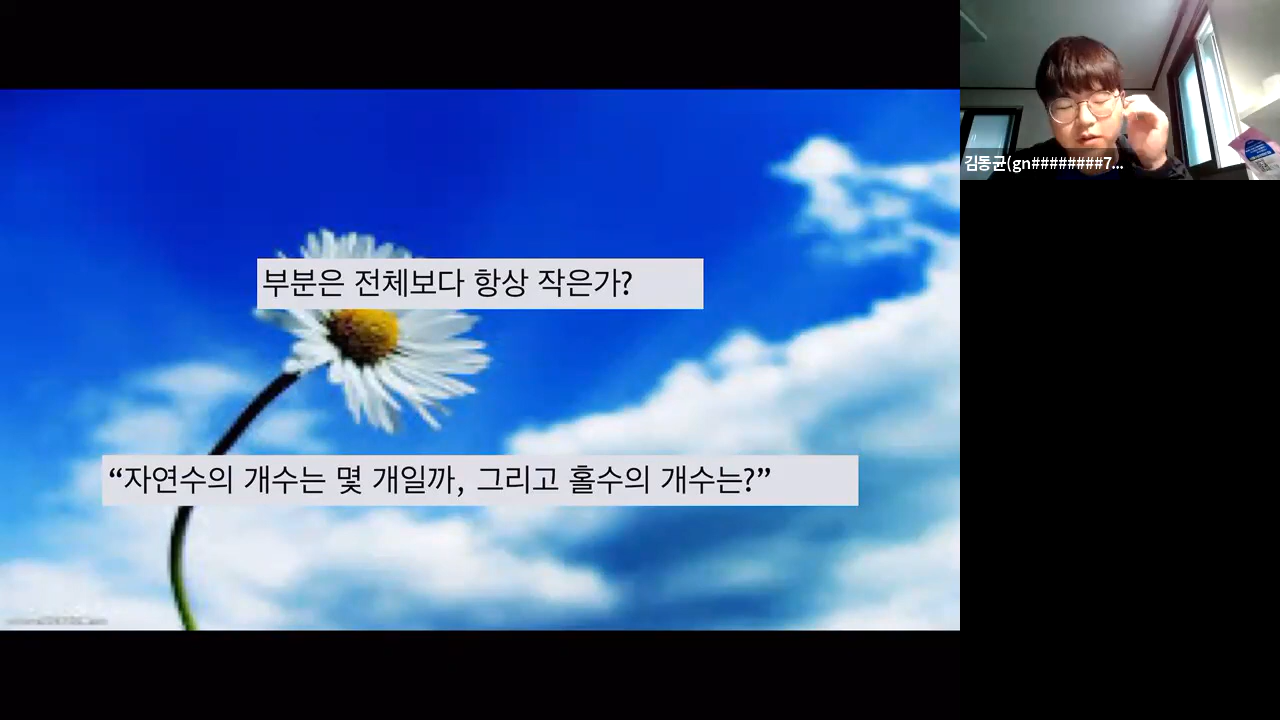 부분은 전체보다 항상 작은가?
“자연수의 개수는 몇 개일까, 그리고 홀수의 개수는?”
김동균(gn########7...